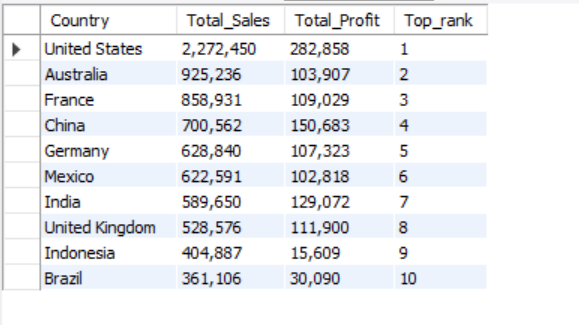 Country Total_Sales Total_Profit Top_rank
United States 2,272,450 282,858 1
Australia 925,236 103,907 2
France 858,931 109,029 3
China 700,562 150,683 4
Germany 628,840 107,323 5
Mexico 622,591 102,818 6
India 589,650 129,072 7
United Kingdom 528,576 111,900 8
Indonesia 404,887 15,609 9
Brazil 361,106 30,090 10